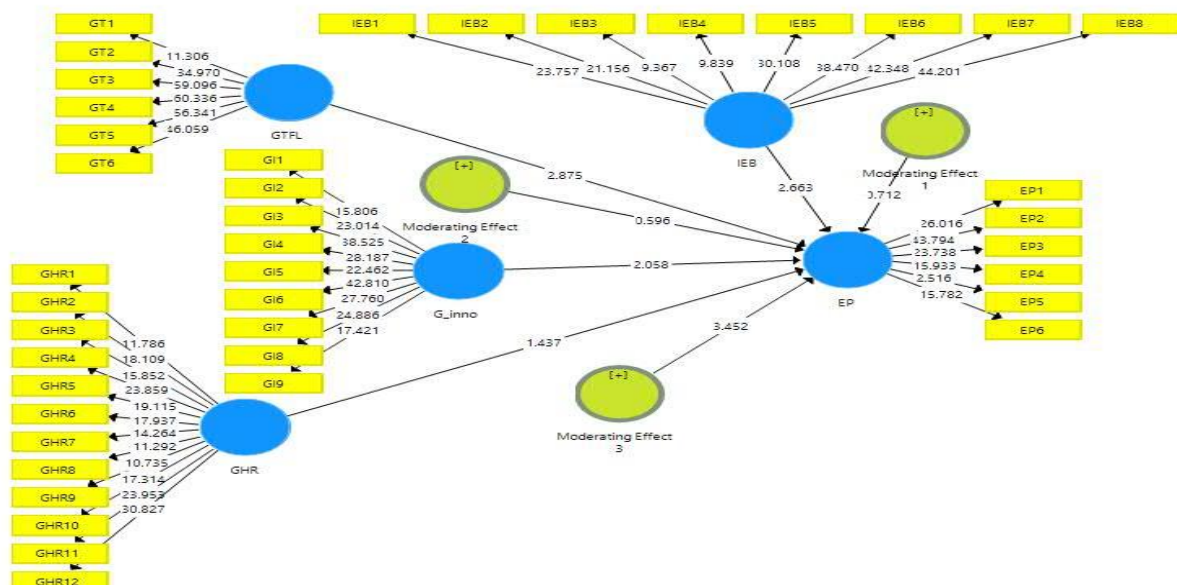 GT1
GT2
GT3
GT4
GT5
GT6
11.306
34.970
59.096
60.336
56.341
46.059
GTFL
IEB1
IEB2
IEB3
IEB4
IEB5
IEB6
IEB7
IEB8
23.757
21.156
9.367
9.839
30.108
38.470
42.348
44.201
IEB
[+]
Moderating Effect
1
0.712
2.663
2.875
[+]
Moderating Effect
2
0.596
GI1
GI2
GI3
GI4
GI5
GI6
GI7
GI8
GI9
15.806
23.014
38.525
28.187
22.462
42.810
27.760
24.886
17.421
G_inno
2.058
EP1
EP2
EP3
EP4
EP5
EP6
26.016
43.794
23.738
15.933
2.516
15.782
EP
GHR1
GHR2
GHR3
GHR4
GHR5
GHR6
GHR7
GHR8
GHR9
GHR10
GHR11
GHR12
11.786
18.109
15.852
23.859
19.115
17.937
14.264
11.292
10.735
17.314
23.953
30.827
GHR
1.437
3.452
[+]
Moderating Effect
3